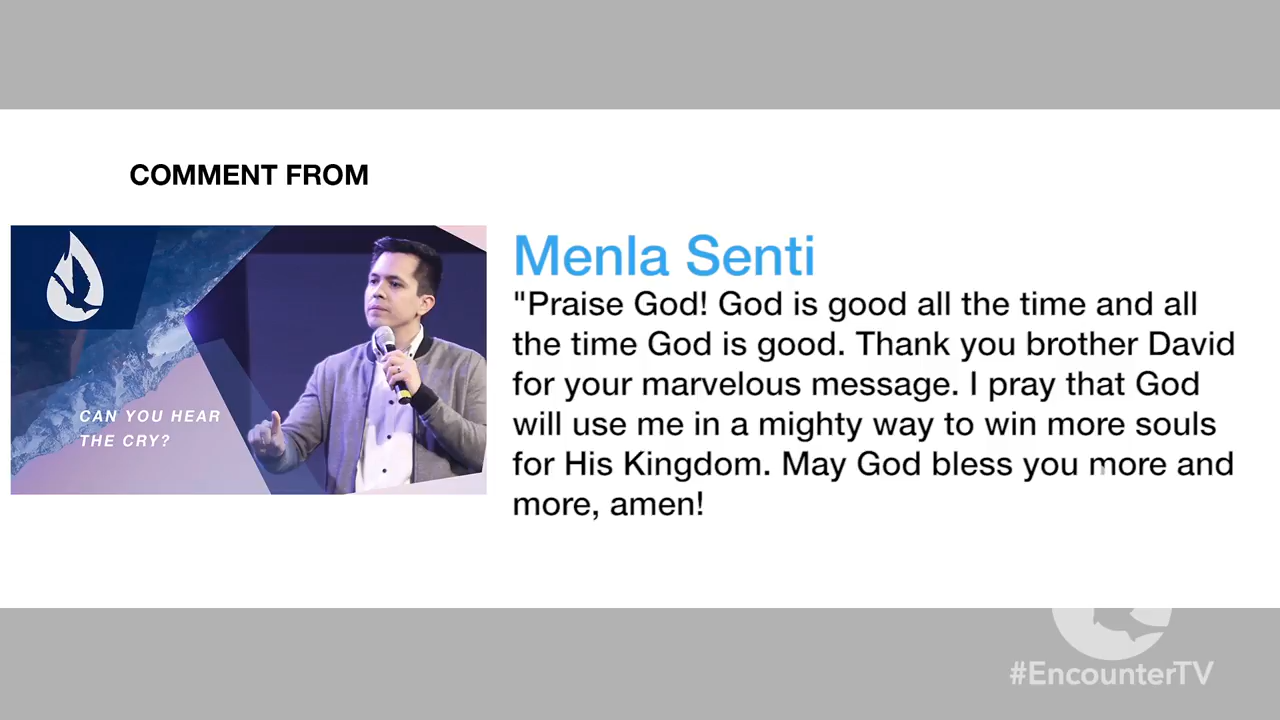 COMMENT FROM
CAN YOU HEAR
THE CRY?
Menla Senti
"Praise God! God is good all the time and all
the time God is good. Thank you brother David
for your marvelous message. I pray that God
will use me in a mighty way to win more souls
for His Kingdom. May God bless you more and
more, amen!
#EncounterTV